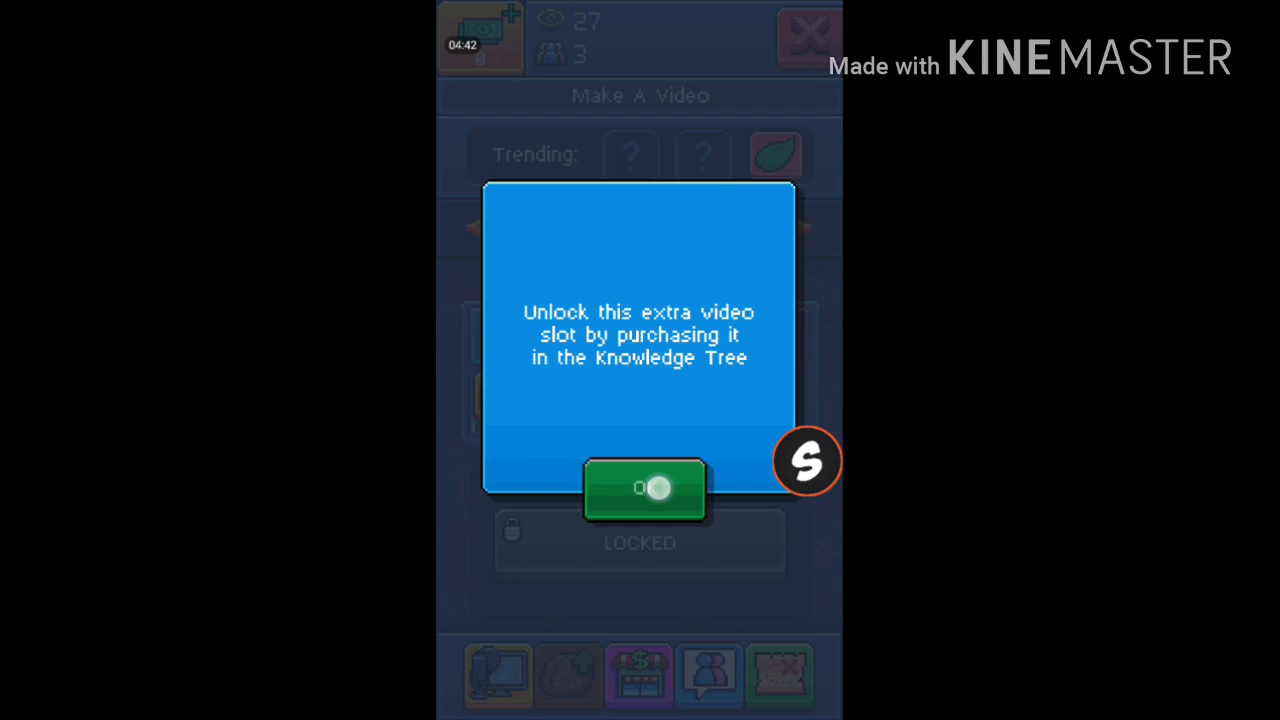 04:42
27
3
Made with KINEMASTER
Make A Video
Trending:
?
?
Unlock this extra video
slot by purchasing it
in the Knowledge Tree
S
OK
LOCKED
$